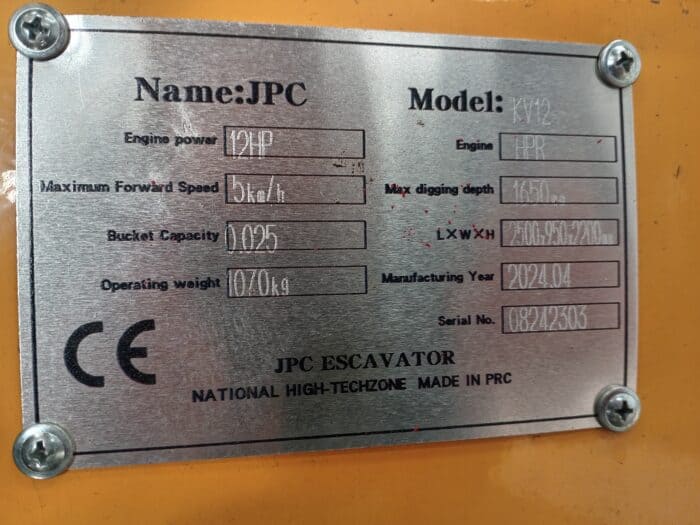 Name:JPC Model: KV12
Engine power 12HP Engine HPR
Maximum Forward Speed 5km/h Max digging depth 1650mm
Bucket Capacity 0.025 L×W×H 2500×950×2200mm
Operating weight 1070kg Manufacturing Year 2024.04
Serial No. 08242303
CE
JPC ESCAVATOR
NATIONAL HIGH-TECHZONE MADE IN PRC